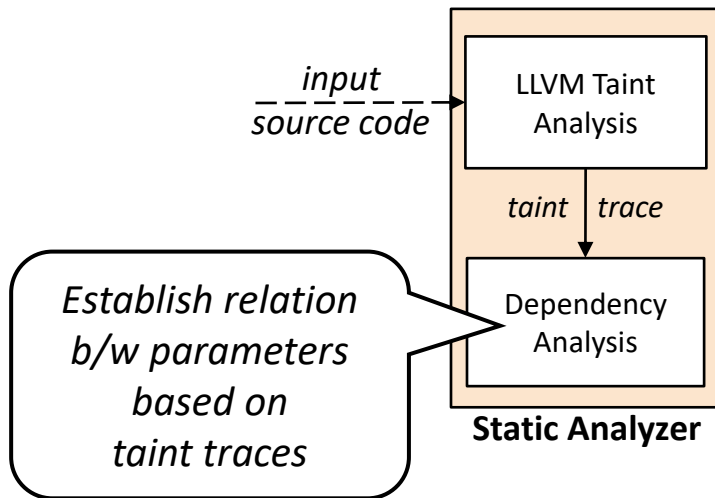 input
source code
LLVM Taint
Analysis
taint trace
Establish relation
b/w parameters
based on
taint traces
Dependency
Analysis
Static Analyzer